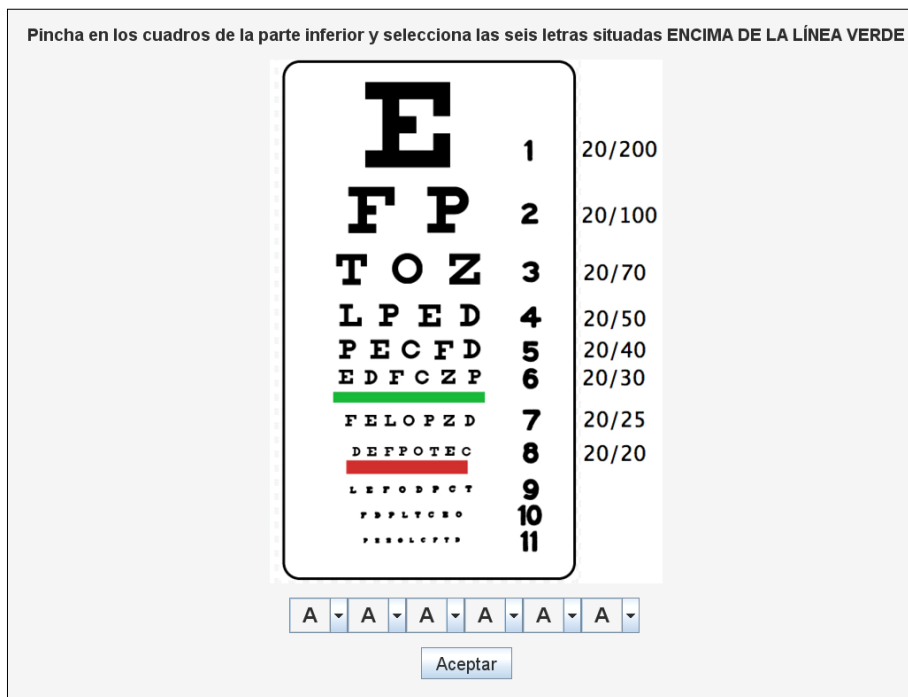 Pincha en los cuadros de la parte inferior y selecciona las seis letras situadas ENCIMA DE LA LÍNEA VERDE
E 1 20/200
F P 2 20/100
T O Z 3 20/70
L P E D 4 20/50
P E C F D 5 20/40
E D F C Z P 6 20/30
F E L O P Z D 7 20/25
D E F P O T E C 8 20/20
L E F O D P C T 9
F D P L T C E O 10
11
A A A A A A
Aceptar